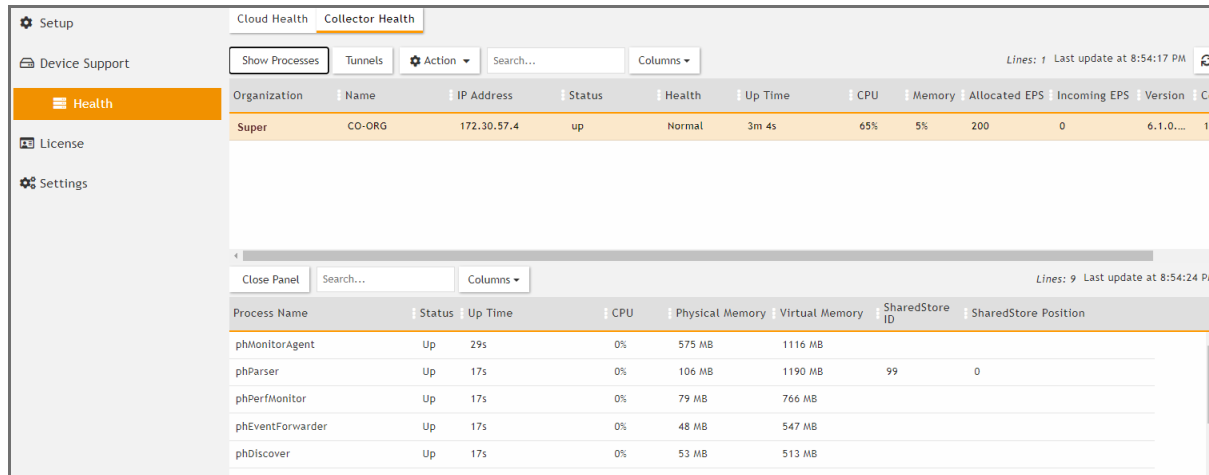 Setup
Device Support
Health
License
Settings
Cloud Health Collector Health
Show Processes Tunnels Action Search... Columns Lines: 1 Last update at 8:54:17 PM
Organization Name IP Address Status Health Up Time CPU Memory Allocated EPS Incoming EPS Version C
Super CO-ORG 172.30.57.4 up Normal 3m 4s 65% 5% 200 0 6.1.0.... 1
Close Panel Search... Columns Lines: 9 Last update at 8:54:24 P
Process Name Status Up Time CPU Physical Memory Virtual Memory SharedStore ID SharedStore Position
phMonitorAgent Up 29s 0% 575 MB 1116 MB
phParser Up 17s 0% 106 MB 1190 MB 99 0
phPerfMonitor Up 17s 0% 79 MB 766 MB
phEventForwarder Up 17s 0% 48 MB 547 MB
phDiscover Up 17s 0% 53 MB 513 MB